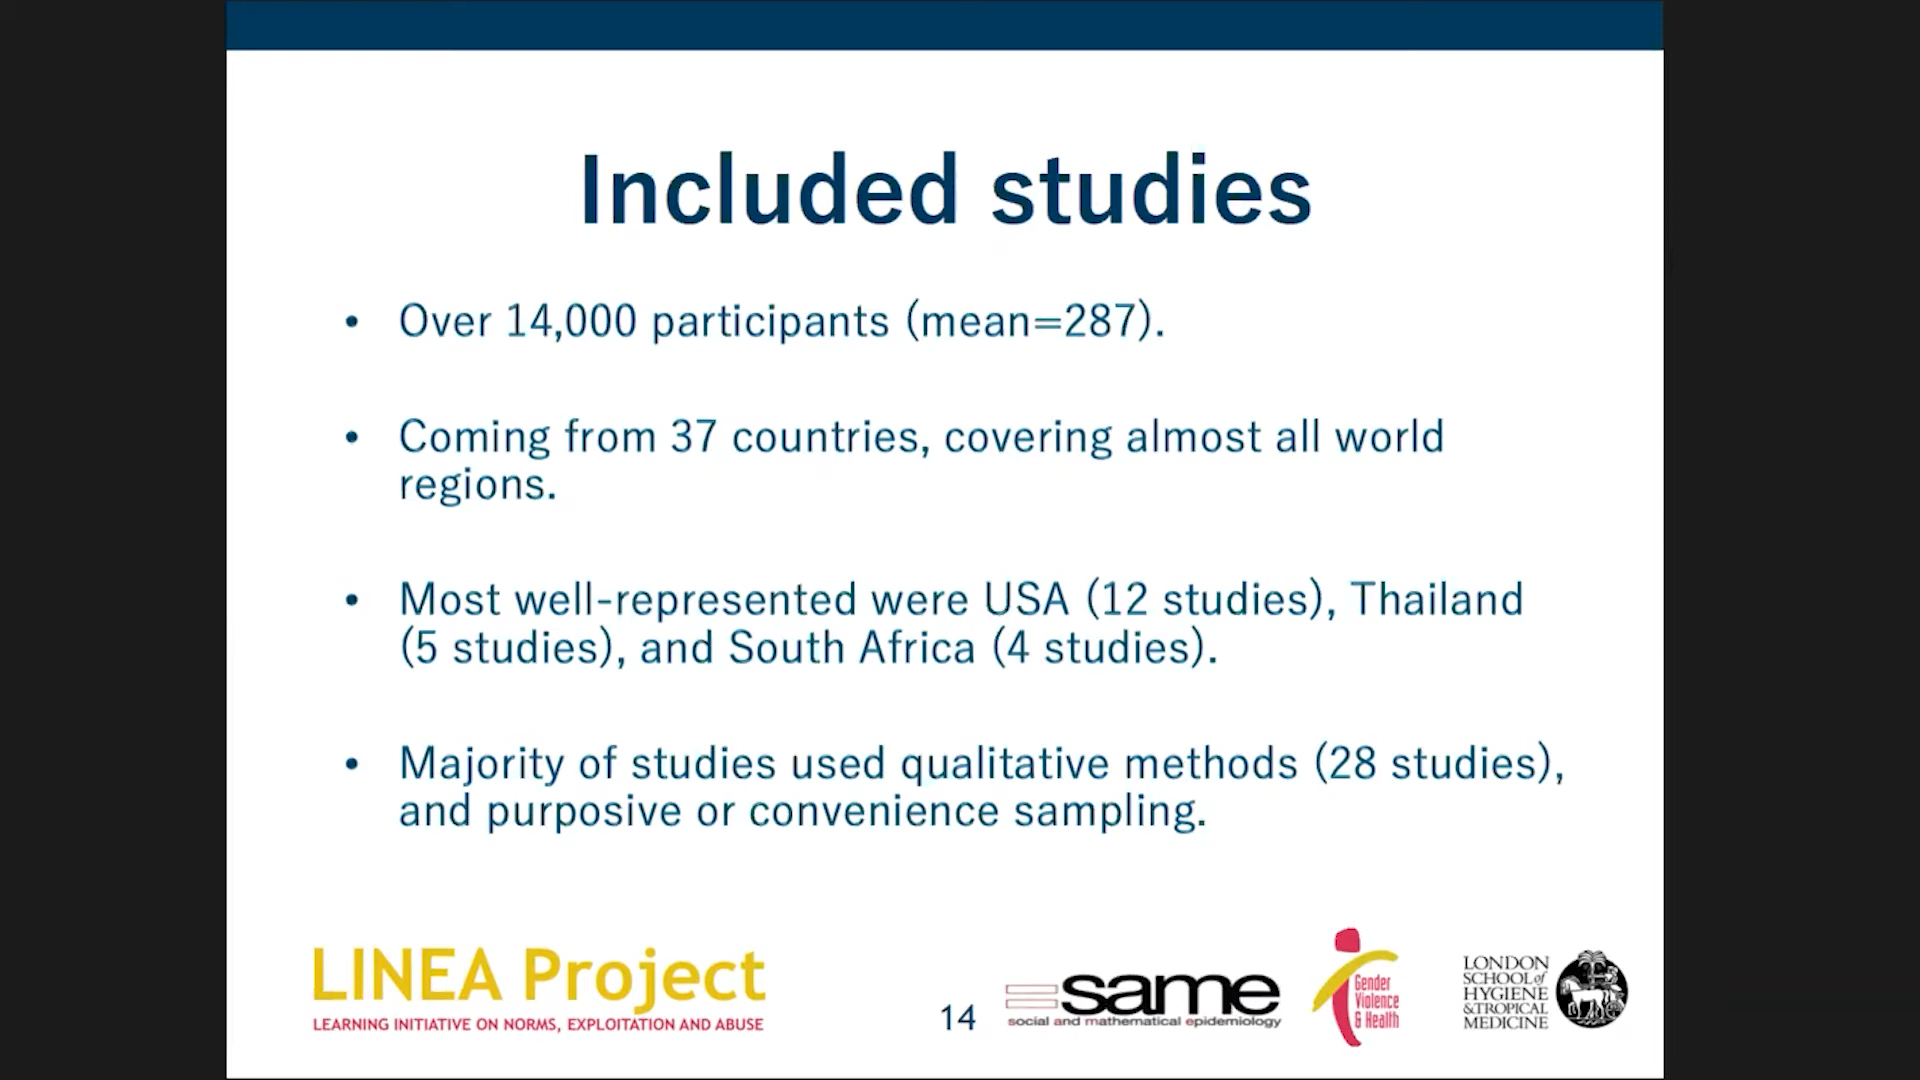 Included studies
• Over 14,000 participants (mean=287).
• Coming from 37 countries, covering almost all world
regions.
• Most well-represented were USA (12 studies), Thailand
(5 studies), and South Africa (4 studies).
• Majority of studies used qualitative methods (28 studies),
and purposive or convenience sampling.
LINEA Project
LEARNING INITIATIVE ON NORMS, EXPLOITATION AND ABUSE
14
same
social and mathematical epidemiology
Gender
Violence
& Health
LONDON
SCHOOL of
HYGIENE
& TROPICAL
MEDICINE